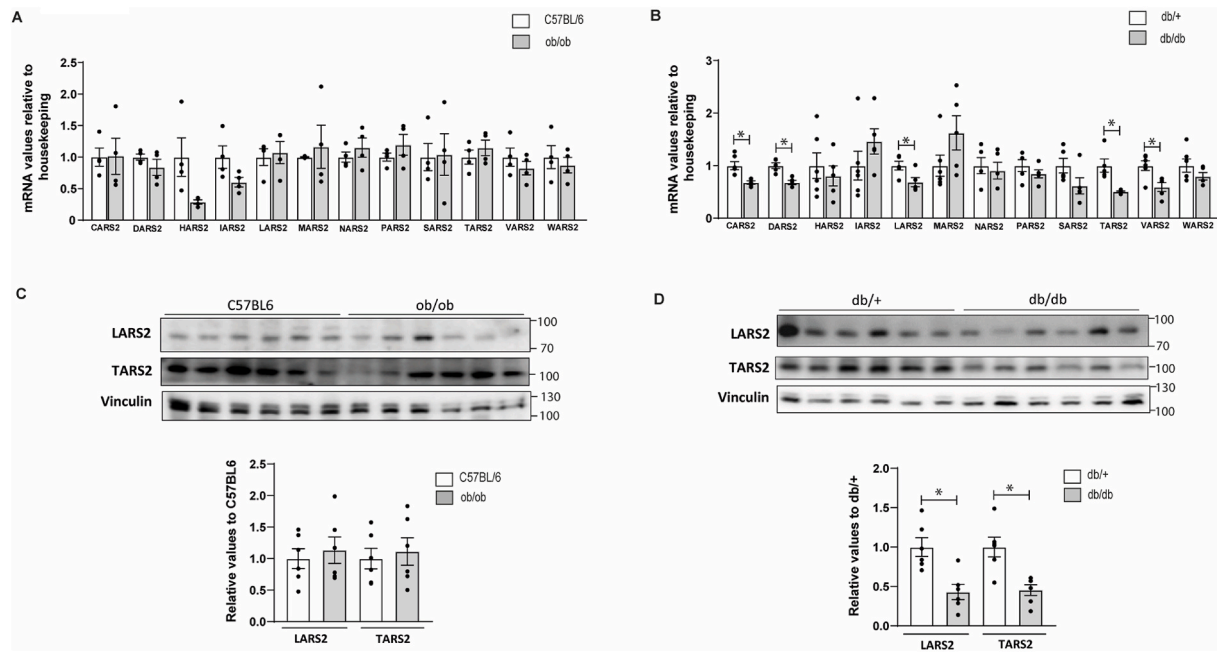 A
C57BL/6
ob/ob
mRNA values relative to
housekeeping
2.5
2.0
1.5
1.0
0.5
0
CARS2 DARS2 HARS2 IARS2 LARS2 MARS2 NARS2 PARS2 SARS2 TARS2 VARS2 WARS2
B
db/+
db/db
mRNA values relative to
housekeeping
3
2
1
0
* * * * *
CARS2 DARS2 HARS2 IARS2 LARS2 MARS2 NARS2 PARS2 SARS2 TARS2 VARS2 WARS2
C
C57BL6 ob/ob
LARS2
100
70
TARS2
100
Vinculin
130
100
Relative values to C57BL6
2.5
2.0
1.5
1.0
0.5
0.0
C57BL/6
ob/ob
LARS2 TARS2
D
db/+ db/db
LARS2
100
70
TARS2
100
Vinculin
130
100
Relative values to db/+
2.0
1.5
1.0
0.5
0.0
db/+
db/db
* *
LARS2 TARS2